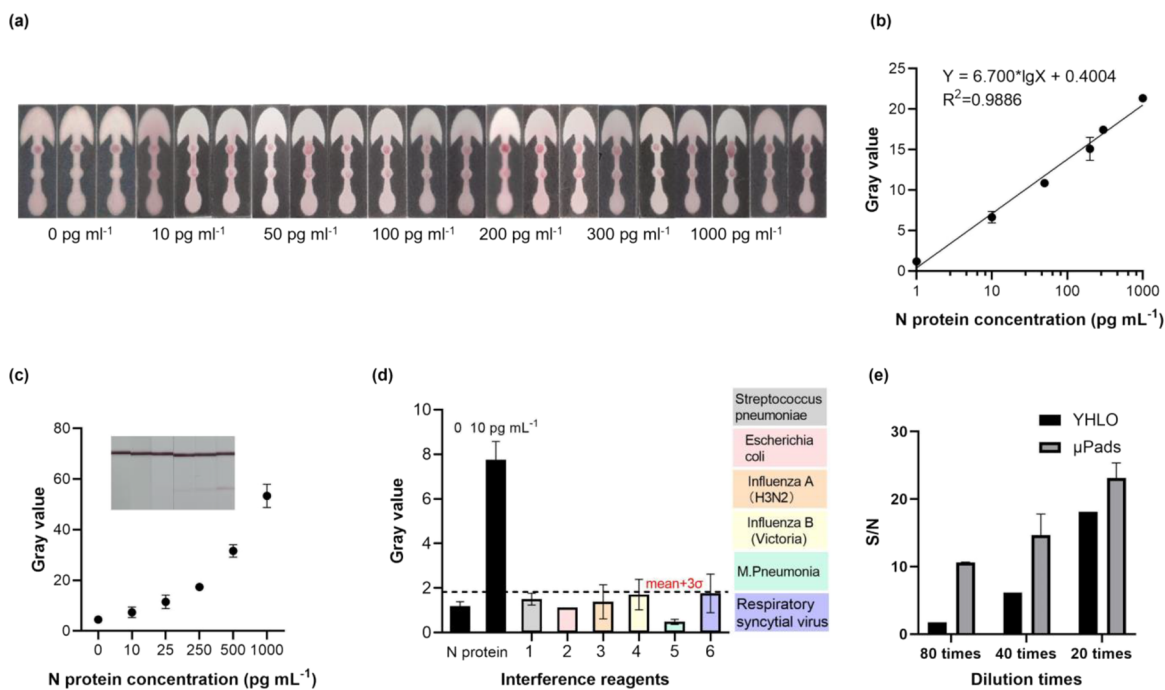 (a)
0 pg ml-1 10 pg ml-1 50 pg ml-1 100 pg ml-1 200 pg ml-1 300 pg ml-1 1000 pg ml-1
(b)
Y = 6.700*lgX + 0.4004
R2=0.9886
25
20
15
10
5
0
Gray value
1 10 100 1000
N protein concentration (pg mL-1)
(c)
80
60
40
20
0
Gray value
0 10 25 250 500 1000
N protein concentration (pg mL-1)
(d)
10
8
6
4
2
0
Gray value
0 10 pg mL-1
mean+3σ
N protein 1 2 3 4 5 6
Interference reagents
Streptococcus
pneumoniae
Escherichia
coli
Influenza A
(H3N2)
Influenza B
(Victoria)
M.Pneumonia
Respiratory
syncytial virus
(e)
YHLO
µPads
30
20
10
0
S/N
80 times 40 times 20 times
Dilution times